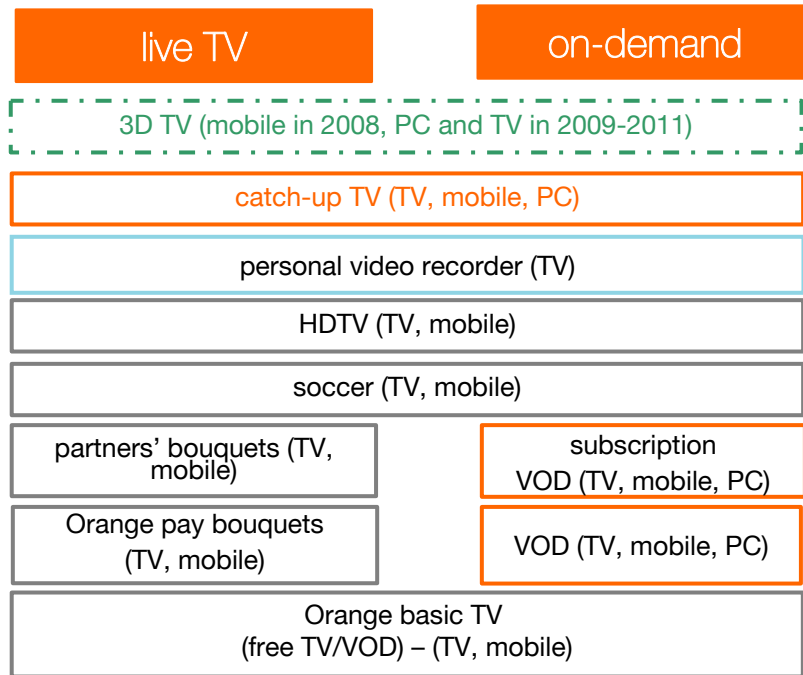 live TV
on-demand
3D TV (mobile in 2008, PC and TV in 2009-2011)
catch-up TV (TV, mobile, PC)
personal video recorder (TV)
HDTV (TV, mobile)
soccer (TV, mobile)
partners’ bouquets (TV,
mobile)
subscription
VOD (TV, mobile, PC)
Orange pay bouquets
(TV, mobile)
VOD (TV, mobile, PC)
Orange basic TV
(free TV/VOD) – (TV, mobile)